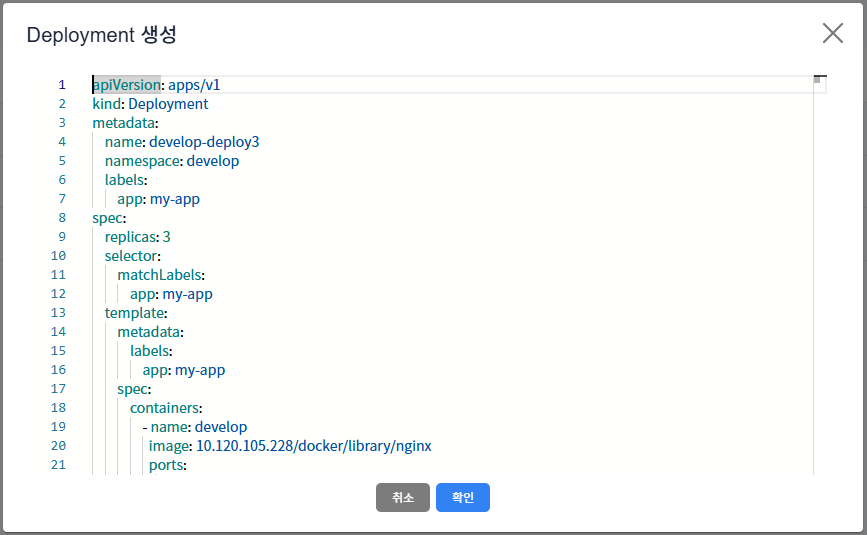 Deployment 생성
1 apiVersion: apps/v1
2 kind: Deployment
3 metadata:
4 name: develop-deploy3
5 namespace: develop
6 labels:
7 app: my-app
8 spec:
9 replicas: 3
10 selector:
11 matchLabels:
12 app: my-app
13 template:
14 metadata:
15 labels:
16 app: my-app
17 spec:
18 containers:
19 - name: develop
20 image: 10.120.105.228/docker/library/nginx
21 ports:
취소 확인